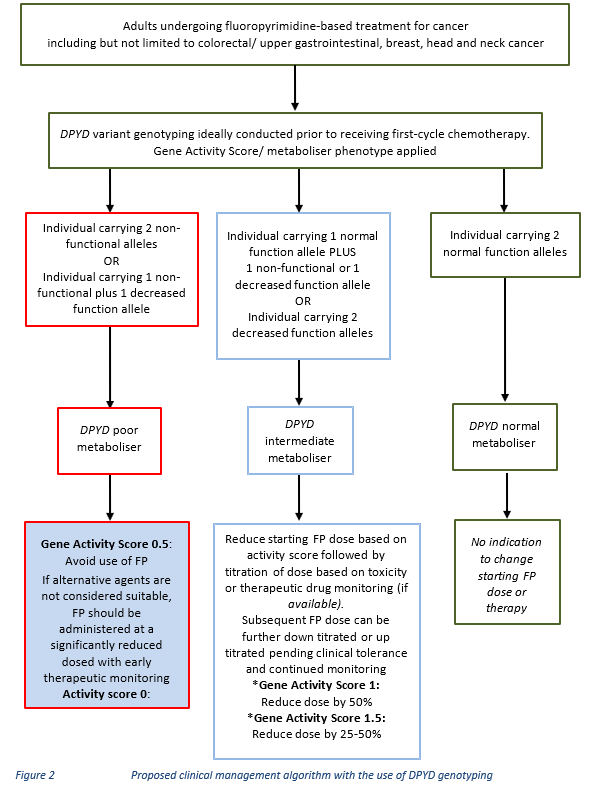 Adults undergoing fluoropyrimidine-based treatment for cancer
including but not limited to colorectal/ upper gastrointestinal, breast, head and neck cancer
DPYD variant genotyping ideally conducted prior to receiving first-cycle chemotherapy.
Gene Activity Score/ metaboliser phenotype applied
Individual carrying 2 non-
functional alleles
OR
Individual carrying 1 non-
functional plus 1 decreased
function allele
Individual carrying 1 normal
function allele PLUS
1 non-functional or 1
decreased function allele
OR
Individual carrying 2
decreased function alleles
Individual carrying 2
normal function alleles
DPYD poor
metaboliser
DPYD
intermediate
metaboliser
DPYD normal
metaboliser
Gene Activity Score 0.5:
Avoid use of FP
If alternative agents are
not considered suitable,
FP should be
administered at a
significantly reduced
dosed with early
therapeutic monitoring
Activity score 0:
Reduce starting FP dose based on
activity score followed by
titration of dose based on toxicity
or therapeutic drug monitoring (if
available).
Subsequent FP dose can be
further down titrated or up
titrated pending clinical tolerance
and continued monitoring
*Gene Activity Score 1:
Reduce dose by 50%
*Gene Activity Score 1.5:
Reduce dose by 25-50%
No indication
to change
starting FP
dose or
therapy
Figure 2 Proposed clinical management algorithm with the use of DPYD genotyping